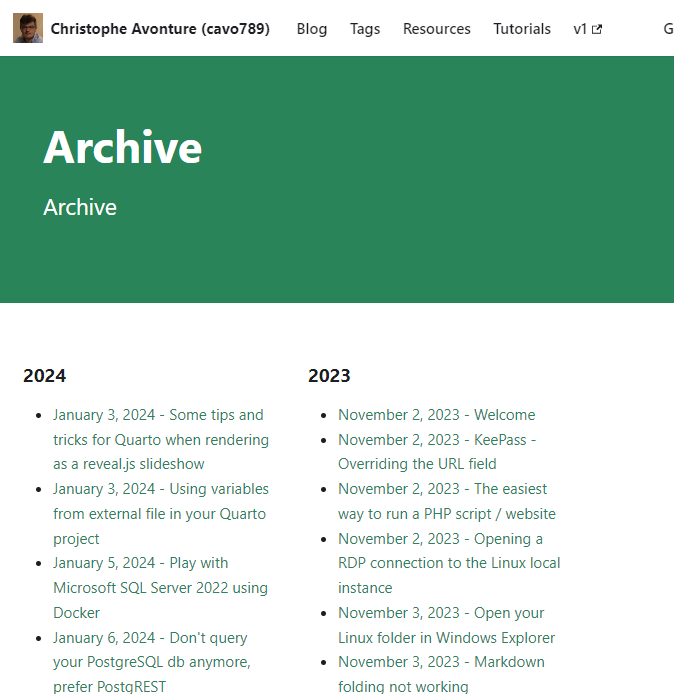 Christophe Avonture (cavo789) Blog Tags Resources Tutorials v1 G
Archive
Archive
2024
January 3, 2024 - Some tips and
tricks for Quarto when rendering
as a reveal.js slideshow
January 3, 2024 - Using variables
from external file in your Quarto
project
January 5, 2024 - Play with
Microsoft SQL Server 2022 using
Docker
January 6, 2024 - Don't query
your PostgreSQL db anymore,
prefer PostgREST
2023
November 2, 2023 - Welcome
November 2, 2023 - KeePass -
Overriding the URL field
November 2, 2023 - The easiest
way to run a PHP script / website
November 2, 2023 - Opening a
RDP connection to the Linux local
instance
November 3, 2023 - Open your
Linux folder in Windows Explorer
November 3, 2023 - Markdown
folding not working